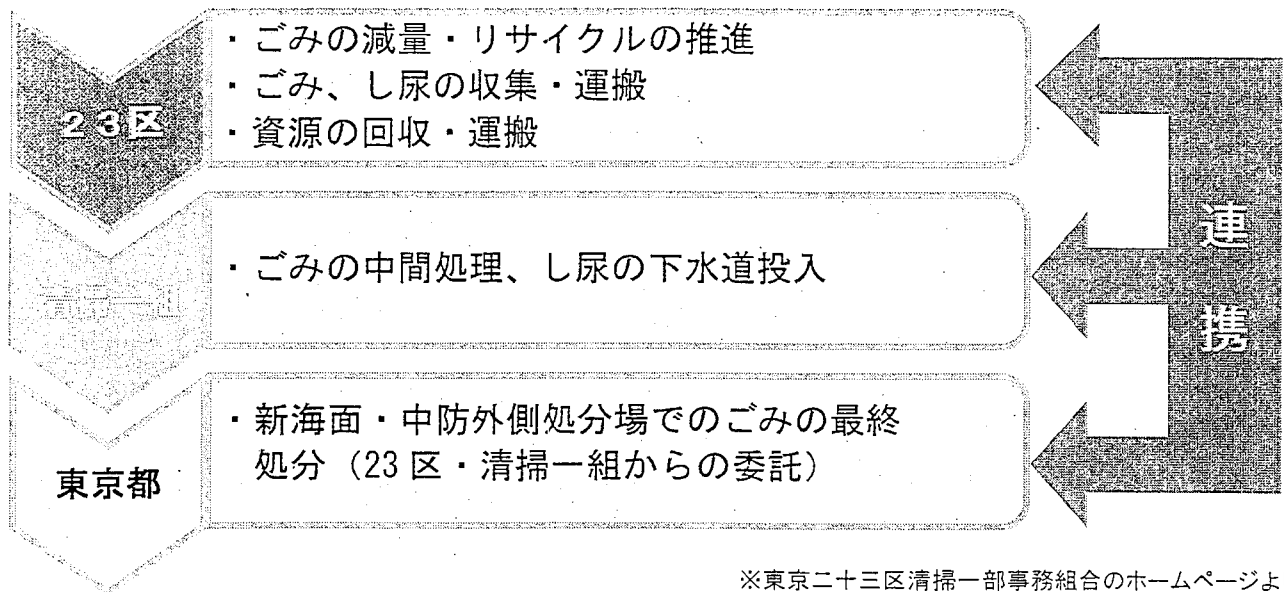 23区
・ごみの減量・リサイクルの推進
・ごみ、し尿の収集・運搬
・資源の回収・運搬
清掃一組
・ごみの中間処理、し尿の下水道投入
東京都
・新海面・中防外側処分場でのごみの最終
処分（23区・清掃一組からの委託）
連携
※東京二十三区清掃一部事務組合のホームページよ